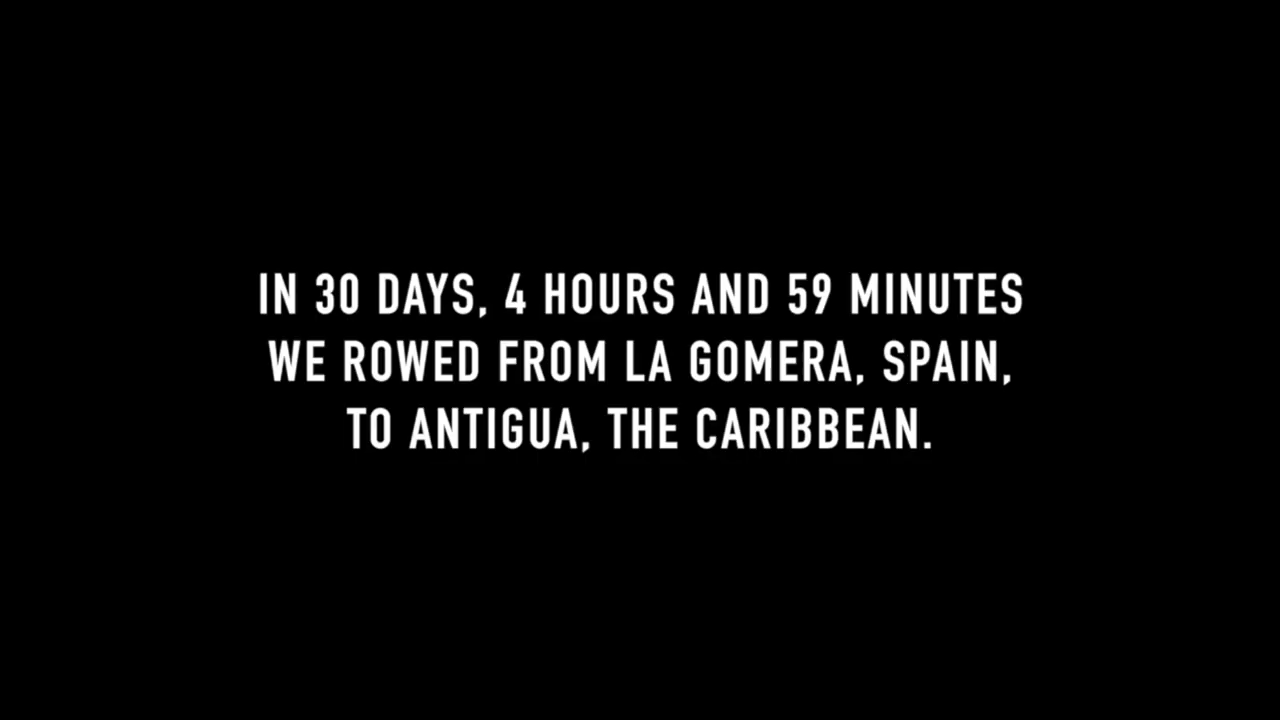 IN 30 DAYS, 4 HOURS AND 59 MINUTES
WE ROWED FROM LA GOMERA, SPAIN,
TO ANTIGUA, THE CARIBBEAN.